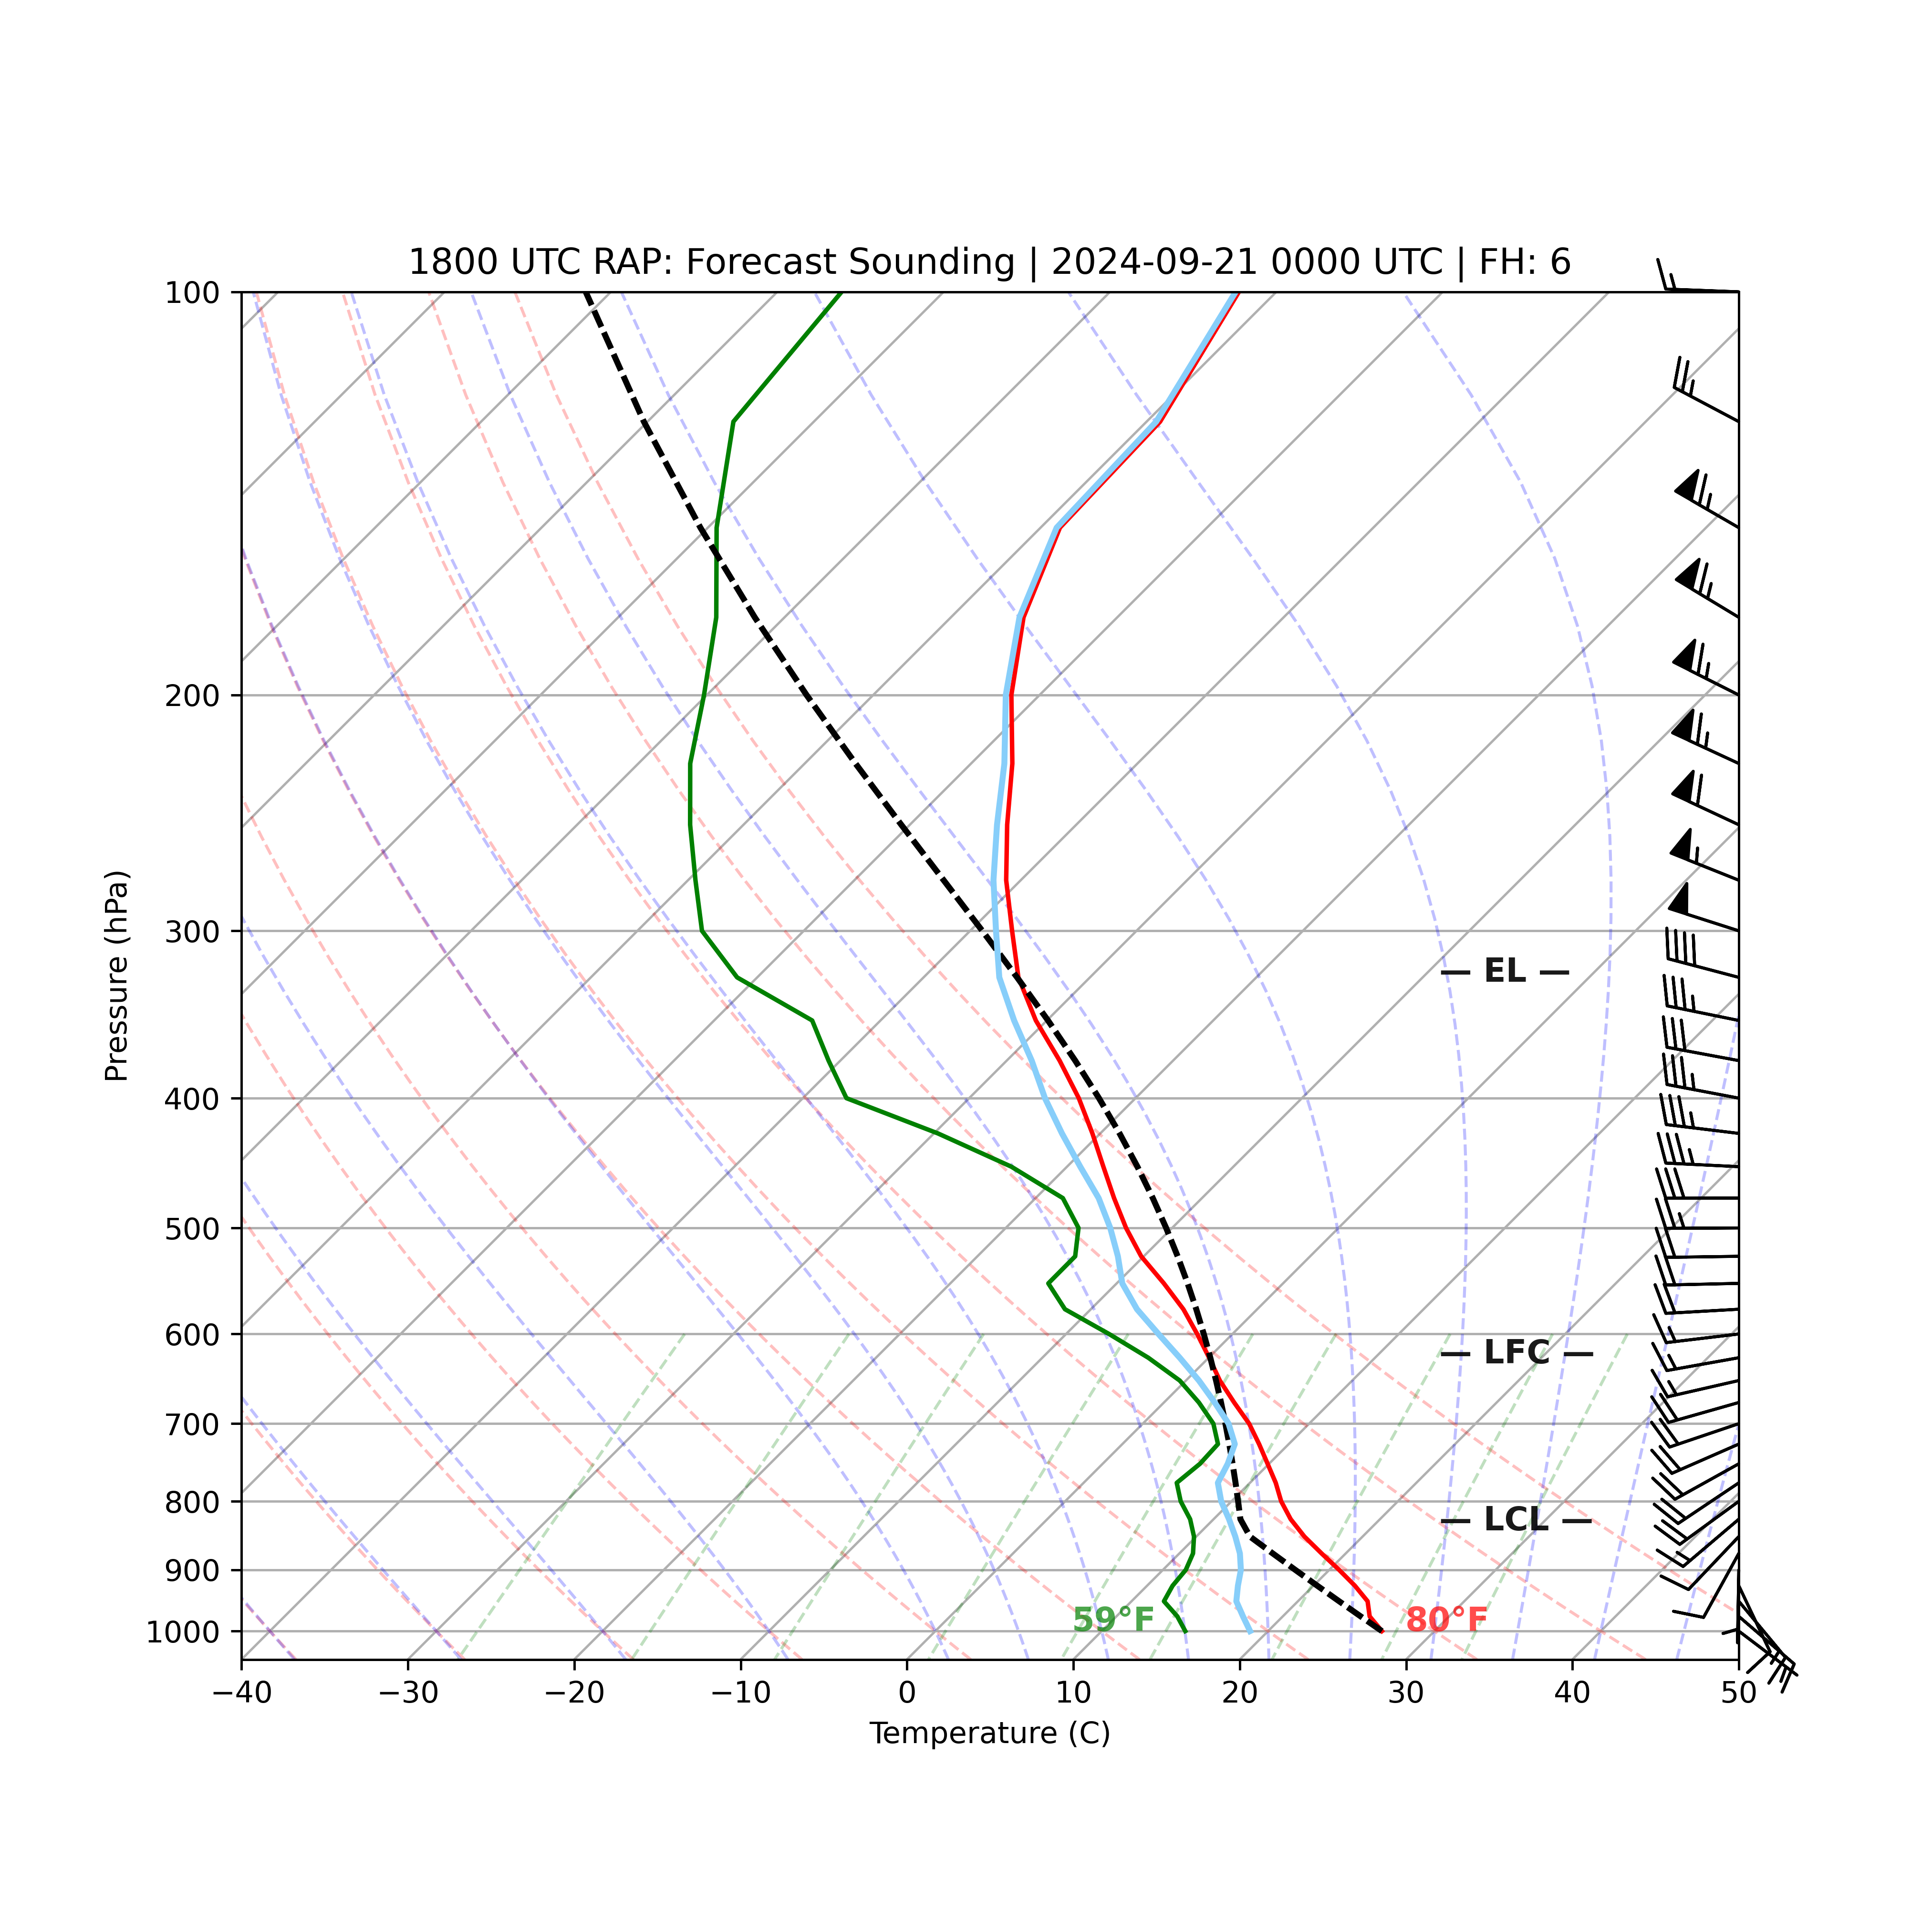 1800 UTC RAP: Forecast Sounding | 2024-09-21 0000 UTC | FH: 6
100
200
300
— EL —
Pressure (hPa)
400
500
600
— LFC —
700
800
— LCL —
900
1000
59°F
80°F
−40 −30 −20 −10 0 10 20 30 40 50
Temperature (C)